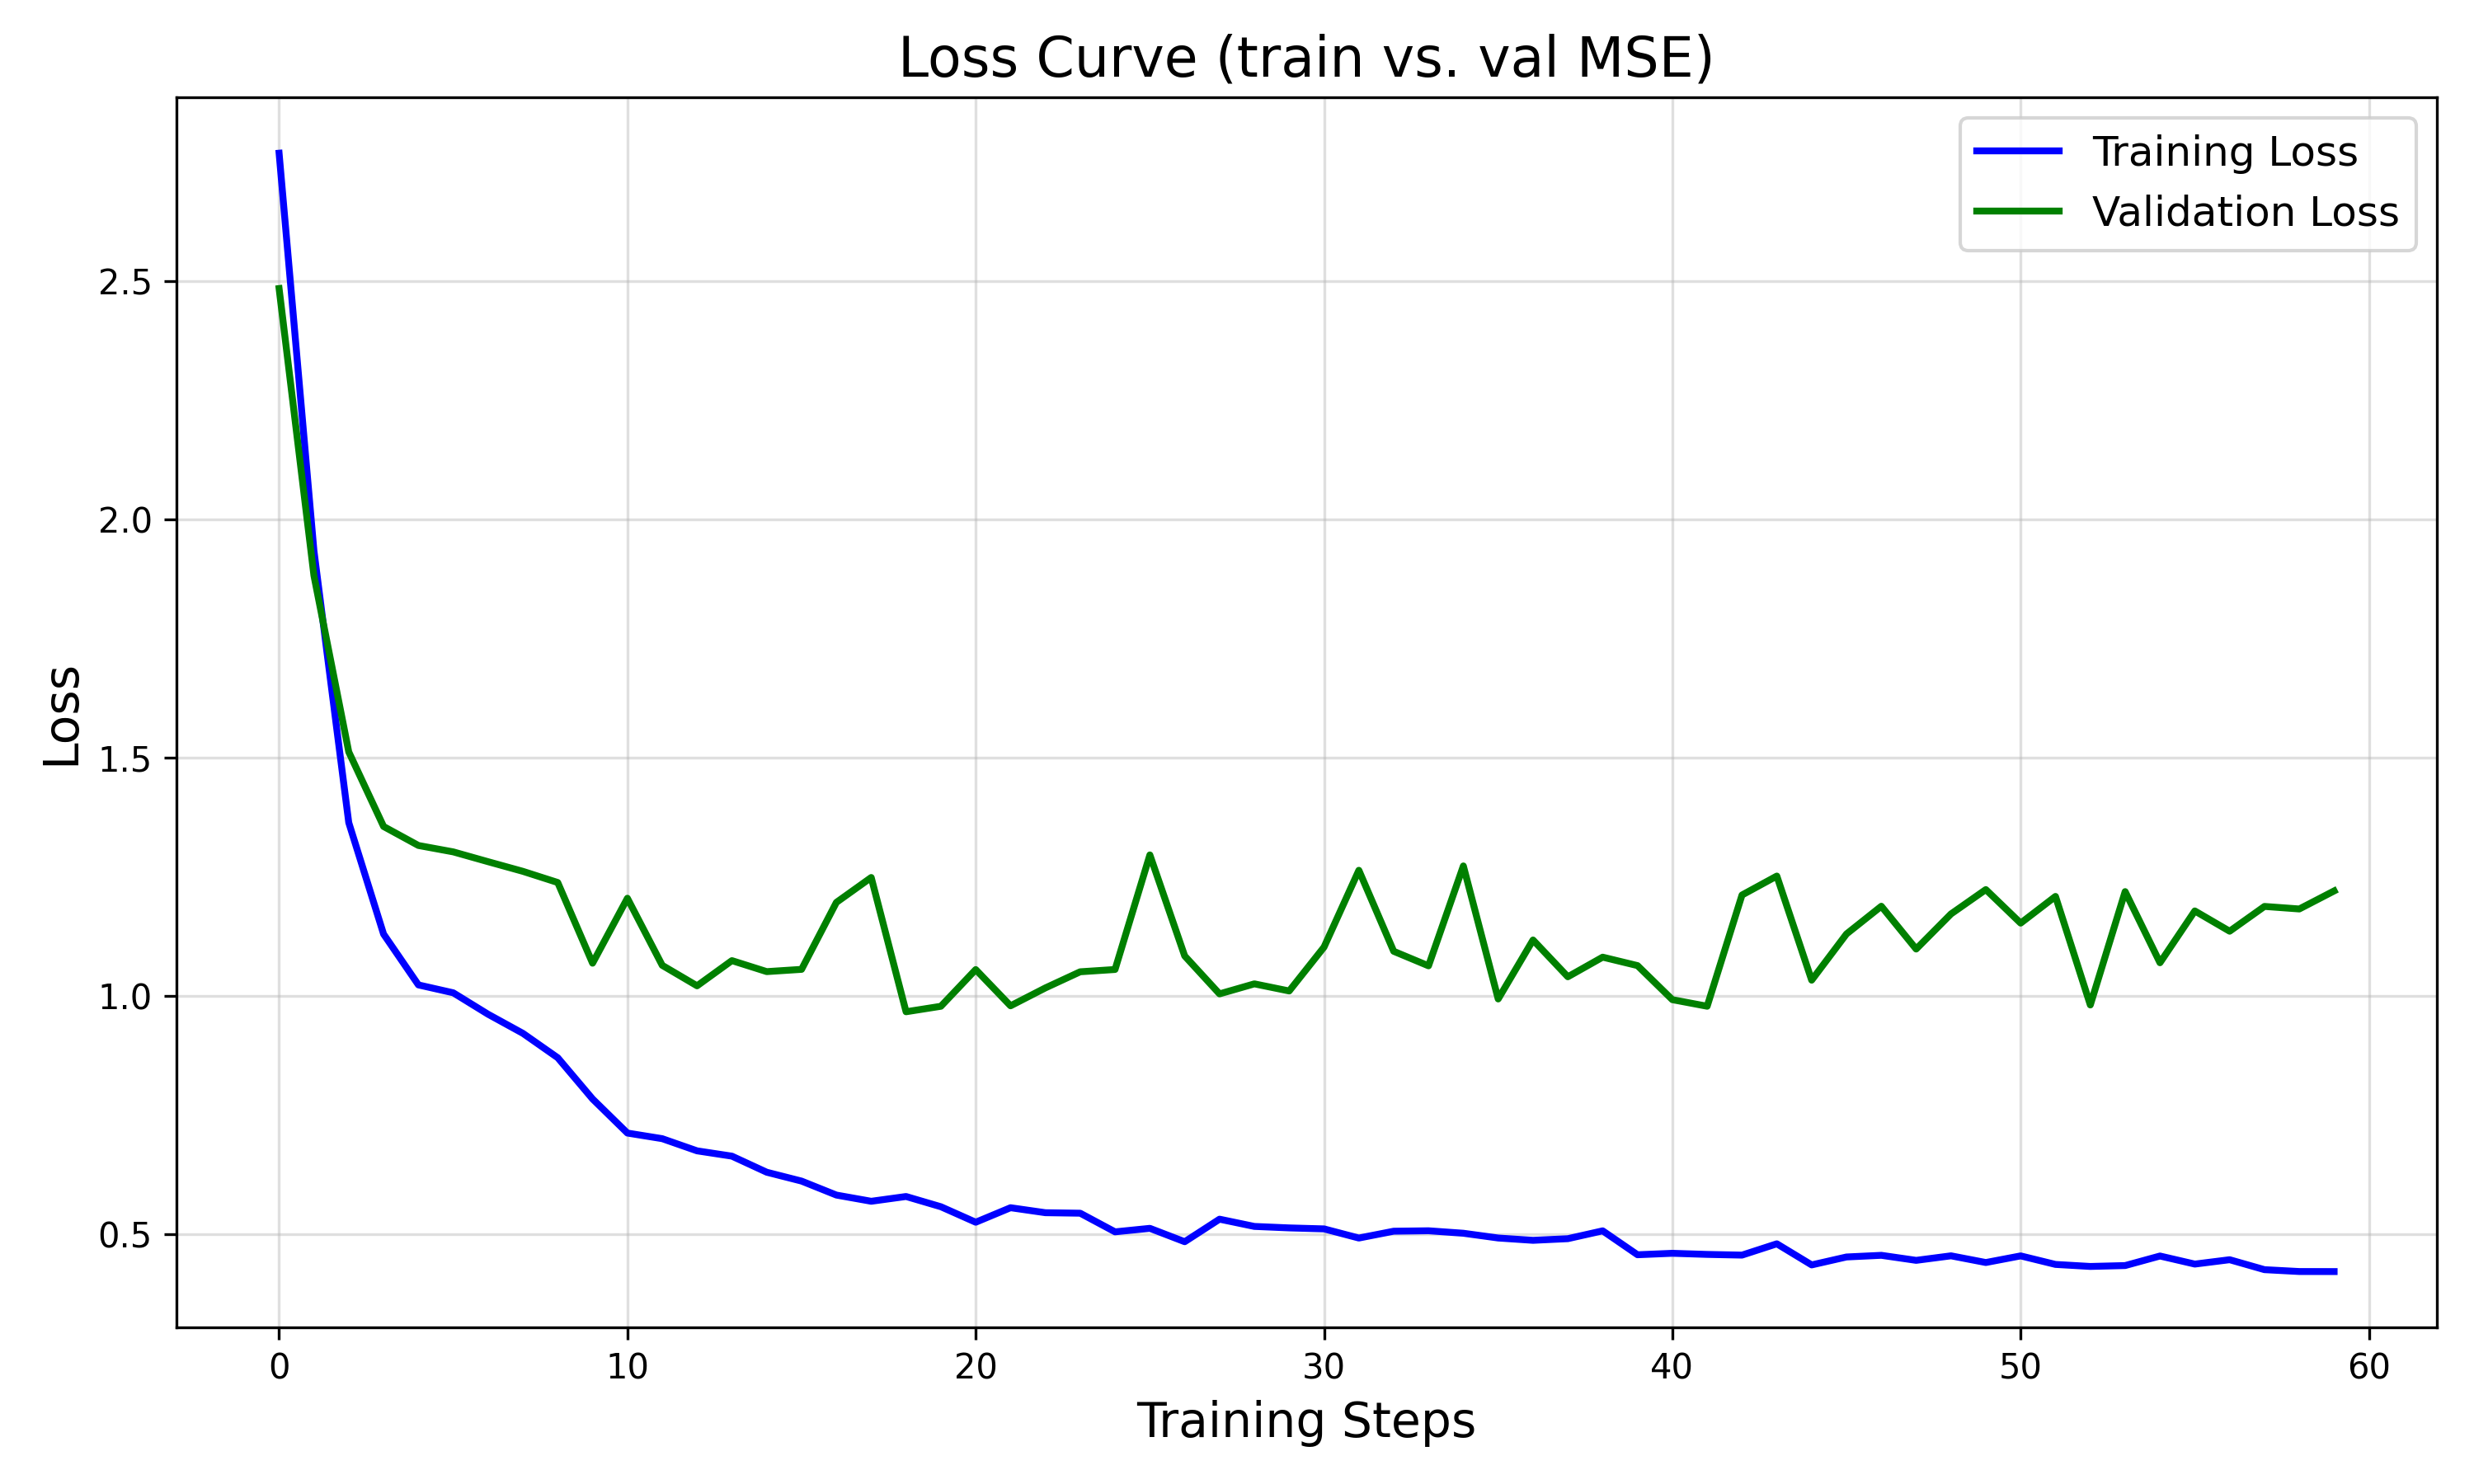 Loss Curve (train vs. val MSE)
Training Loss
Validation Loss
Loss
2.5
2.0
1.5
1.0
0.5
0 10 20 30 40 50 60
Training Steps